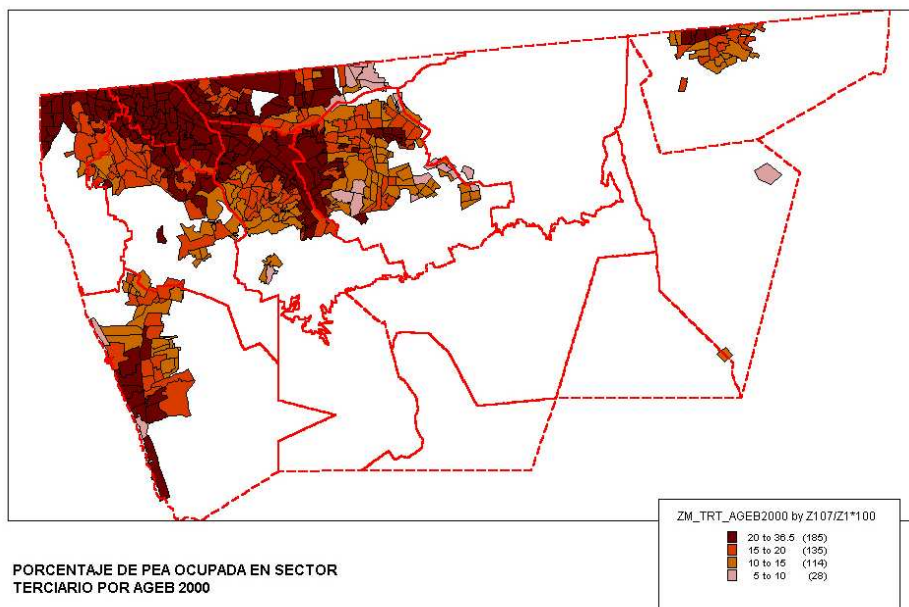 ZM_TRT_AGEB2000 by Z107/Z1*100
20 to 36.5 (185)
15 to 20 (135)
10 to 15 (114)
5 to 10 (28)
PORCENTAJE DE PEA OCUPADA EN SECTOR
TERCIARIO POR AGEB 2000